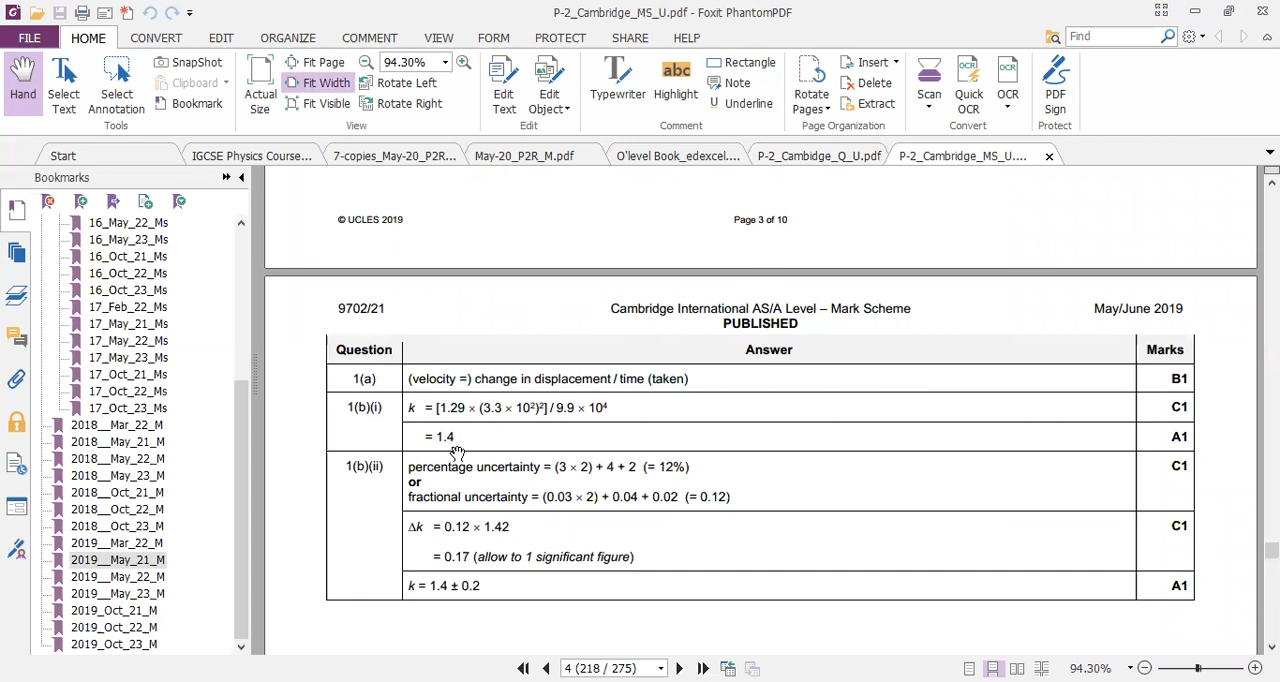 P-2_Cambridge_MS_U.pdf - Foxit PhantomPDF
FILE HOME CONVERT EDIT ORGANIZE COMMENT VIEW FORM PROTECT SHARE HELP Find
Hand Select Text Select Annotation SnapShot Clipboard Bookmark Tools
Actual Size Fit Page Fit Width Fit Visible 94.30% Rotate Left Rotate Right View
Edit Text Edit Object Edit
Typewriter Highlight Rectangle Note Underline Comment
Rotate Pages Insert Delete Extract Page Organization
Scan Quick OCR OCR Convert
PDF Sign Protect
Start IGCSE Physics Course... 7-copies_May-20_P2R... May-20_P2R_M.pdf O'level Book_edexcel.... P-2_Cambidge_Q_U.pdf P-2_Cambridge_MS_U....
Bookmarks
16_May_22_Ms
16_May_23_Ms
16_Oct_21_Ms
16_Oct_22_Ms
16_Oct_23_Ms
17_Feb_22_Ms
17_May_21_Ms
17_May_22_Ms
17_May_23_Ms
17_Oct_21_Ms
17_Oct_22_Ms
17_Oct_23_Ms
2018__Mar_22_M
2018__May_21_M
2018__May_22_M
2018__May_23_M
2018__Oct_21_M
2018__Oct_22_M
2018__Oct_23_M
2019__Mar_22_M
2019__May_21_M
2019__May_22_M
2019__May_23_M
2019_Oct_21_M
2019_Oct_22_M
2019_Oct_23_M
© UCLES 2019 Page 3 of 10
9702/21 Cambridge International AS/A Level – Mark Scheme May/June 2019
PUBLISHED
Question Answer Marks
1(a) (velocity =) change in displacement / time (taken) B1
1(b)(i) k = [1.29 × (3.3 × 10²)²] / 9.9 × 10⁴ C1
= 1.4 A1
1(b)(ii) percentage uncertainty = (3 × 2) + 4 + 2 (= 12%) C1
or
fractional uncertainty = (0.03 × 2) + 0.04 + 0.02 (= 0.12)
Δk = 0.12 × 1.42 C1
= 0.17 (allow to 1 significant figure)
k = 1.4 ± 0.2 A1
4 (218 / 275) 94.30%